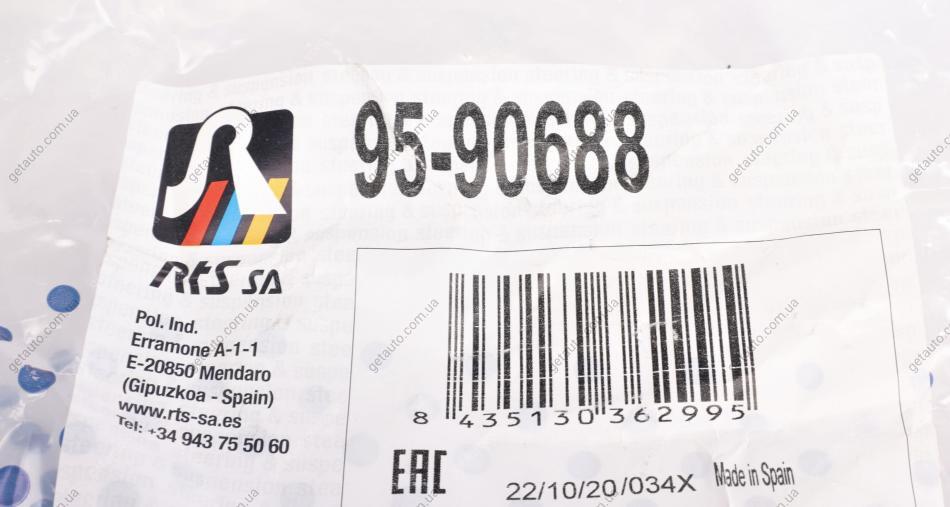 95-90688
RTS SA
Pol. Ind.
Erramone A-1-1
E-20850 Mendaro
(Gipuzkoa - Spain)
www.rts-sa.es
Tel: +34 943 75 50 60
8 435130 362995
EAC
22/10/20/034X Made in Spain
getauto.com.ua